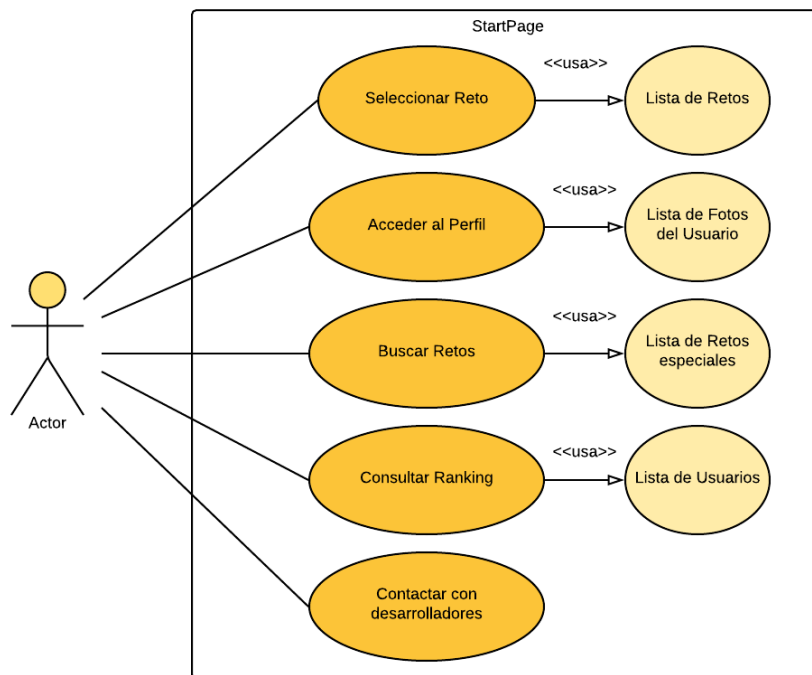 StartPage
<<usa>>
Seleccionar Reto
Lista de Retos
<<usa>>
Acceder al Perfil
Lista de Fotos
del Usuario
<<usa>>
Buscar Retos
Lista de Retos
especiales
Actor
<<usa>>
Consultar Ranking
Lista de Usuarios
Contactar con
desarrolladores